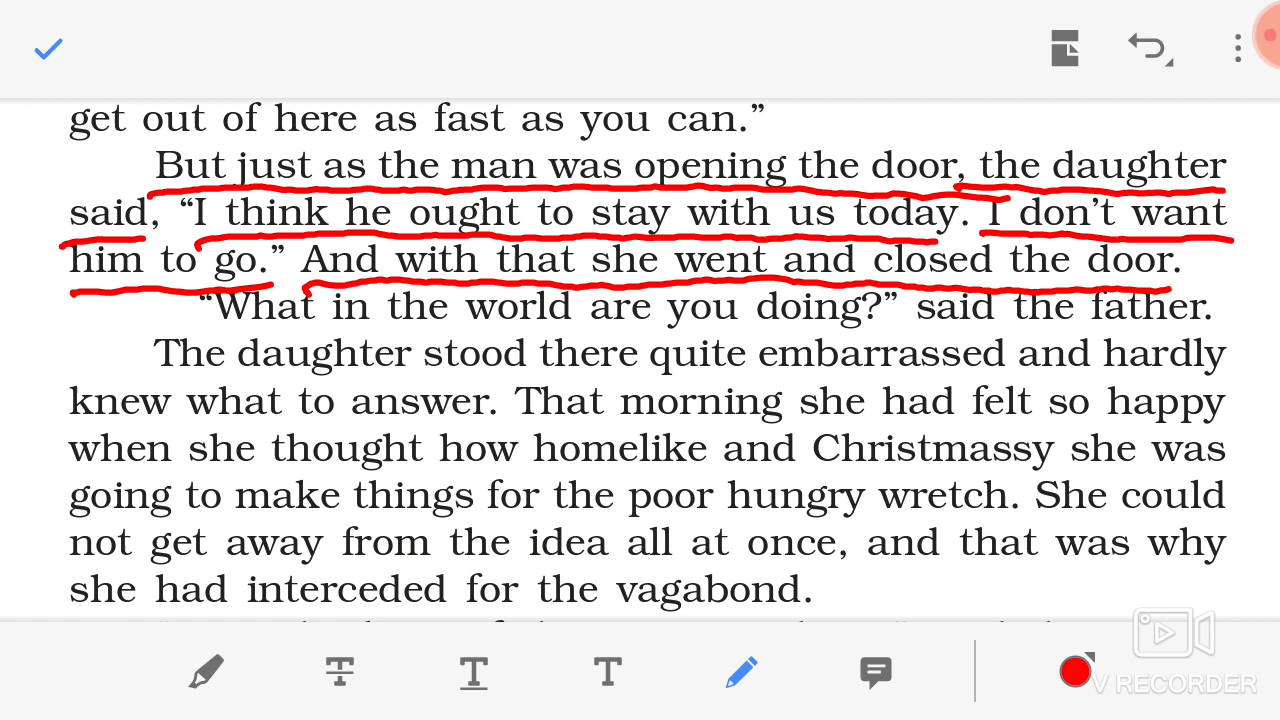 get out of here as fast as you can.”
But just as the man was opening the door, the daughter
said, “I think he ought to stay with us today. I don’t want
him to go.” And with that she went and closed the door.
“What in the world are you doing?” said the father.
The daughter stood there quite embarrassed and hardly
knew what to answer. That morning she had felt so happy
when she thought how homelike and Christmassy she was
going to make things for the poor hungry wretch. She could
not get away from the idea all at once, and that was why
she had interceded for the vagabond.
T T T
V RECORDER